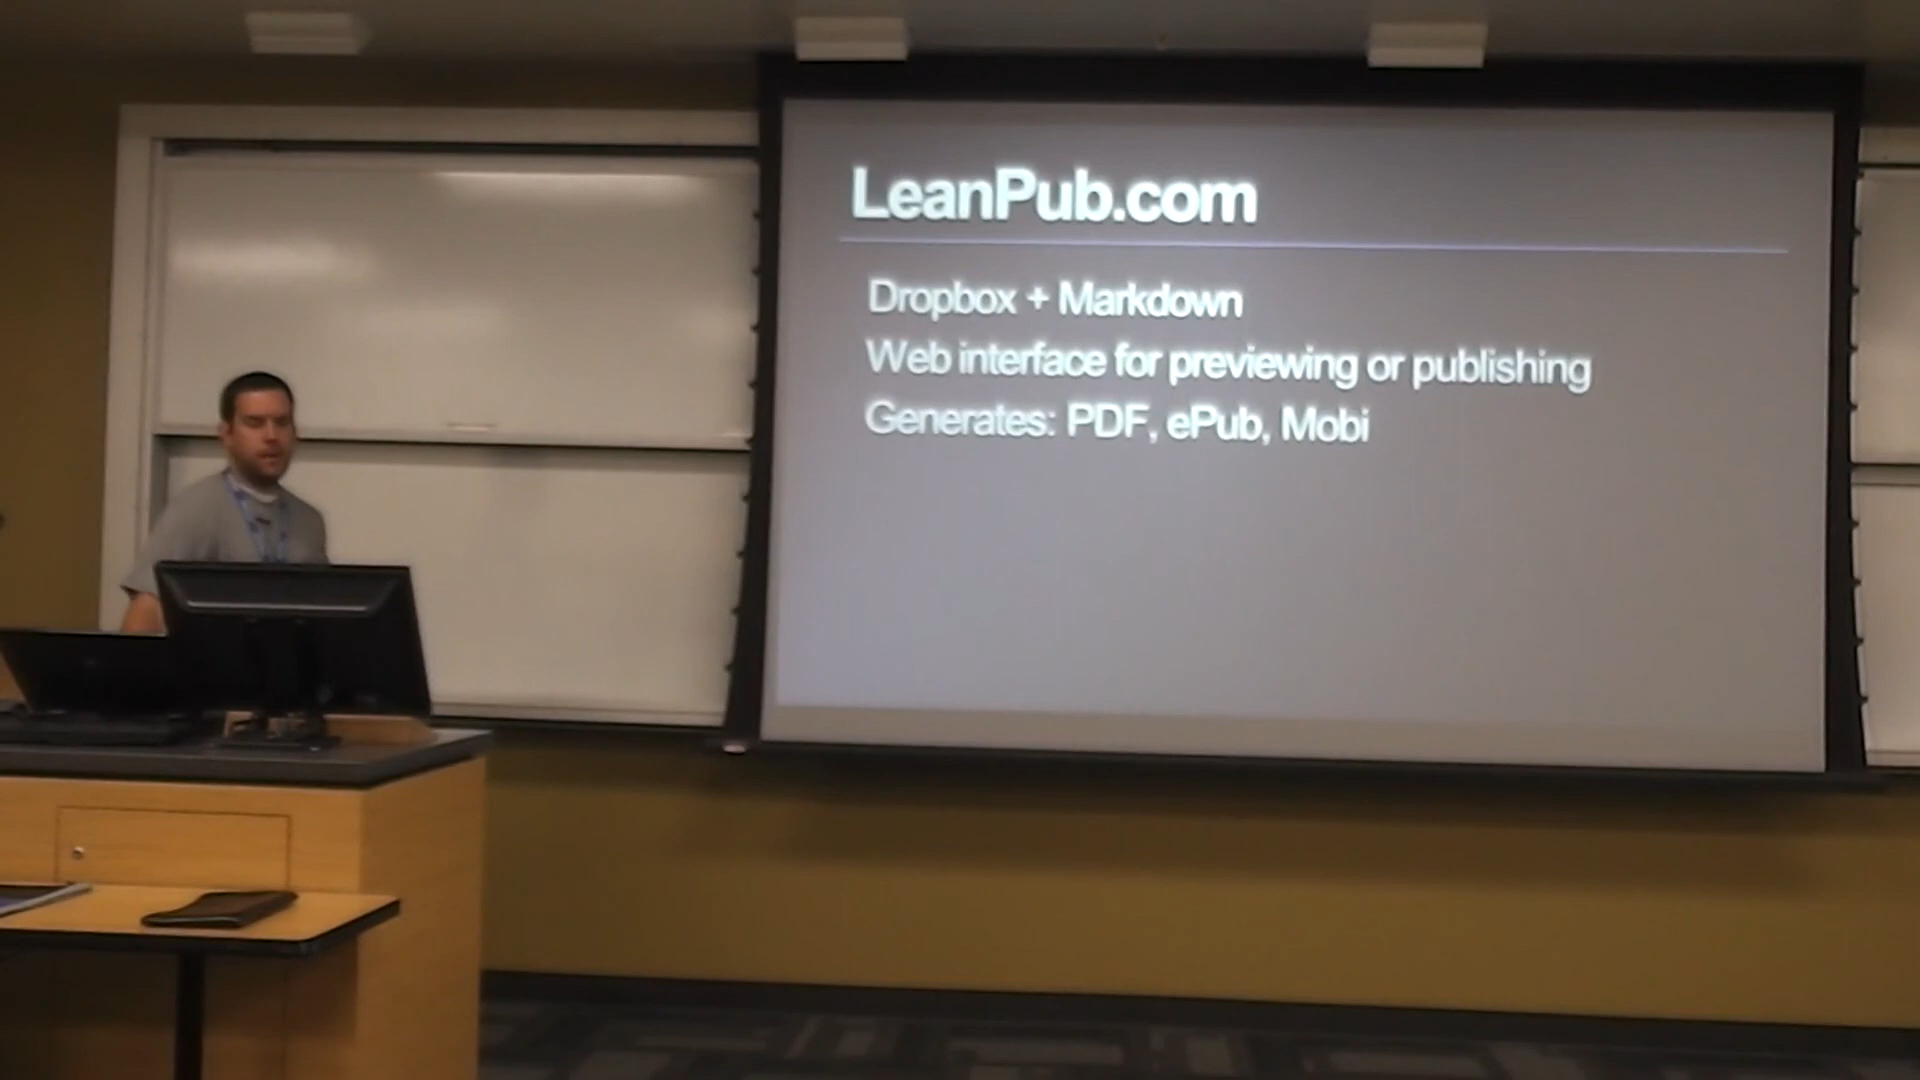 LeanPub.com
Dropbox + Markdown
Web interface for previewing or publishing
Generates: PDF, ePub, Mobi